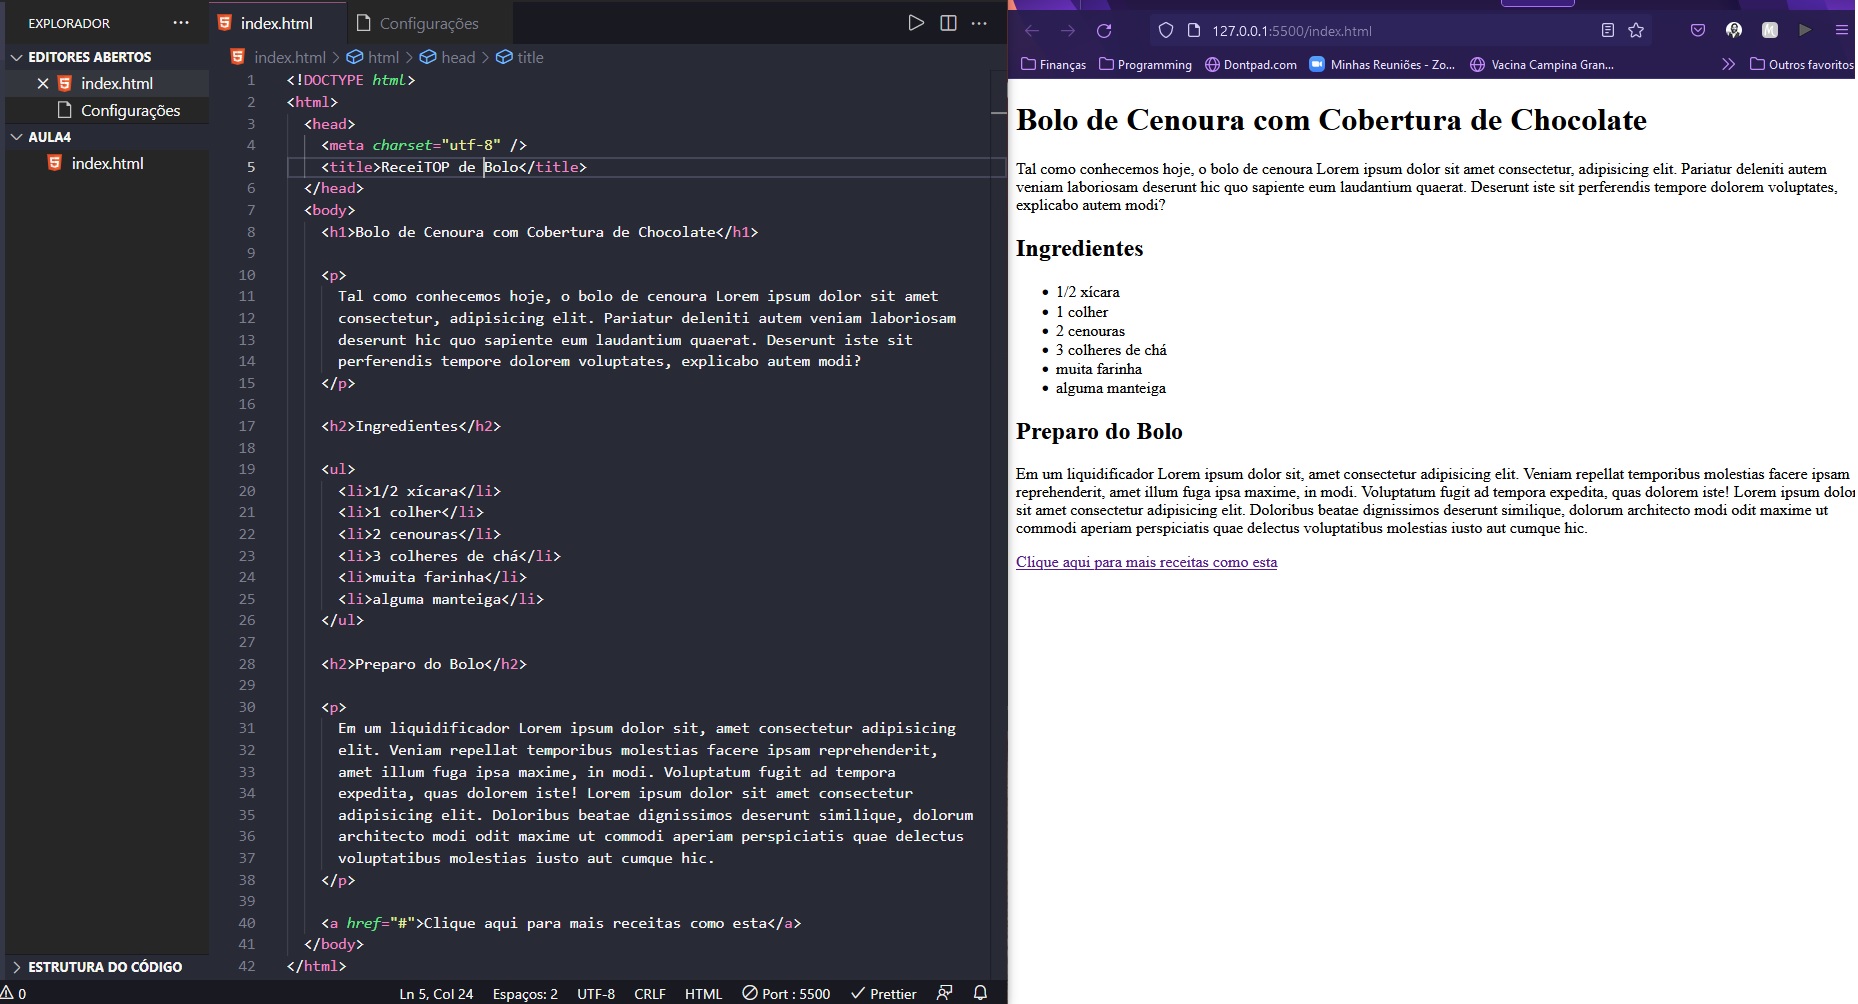 EXPLORADOR
EDITORES ABERTOS
index.html
Configurações
AULA4
index.html
ESTRUTURA DO CÓDIGO
index.html
Configurações
index.html > html > head > title
1 <!DOCTYPE html>
2 <html>
3 <head>
4 <meta charset="utf-8" />
5 <title>ReceiTOP de Bolo</title>
6 </head>
7 <body>
8 <h1>Bolo de Cenoura com Cobertura de Chocolate</h1>
9
10 <p>
11 Tal como conhecemos hoje, o bolo de cenoura Lorem ipsum dolor sit amet
12 consectetur, adipisicing elit. Pariatur deleniti autem veniam laboriosam
13 deserunt hic quo sapiente eum laudantium quaerat. Deserunt iste sit
14 perferendis tempore dolorem voluptates, explicabo autem modi?
15 </p>
16
17 <h2>Ingredientes</h2>
18
19 <ul>
20 <li>1/2 xícara</li>
21 <li>1 colher</li>
22 <li>2 cenouras</li>
23 <li>3 colheres de chá</li>
24 <li>muita farinha</li>
25 <li>alguma manteiga</li>
26 </ul>
27
28 <h2>Preparo do Bolo</h2>
29
30 <p>
31 Em um liquidificador Lorem ipsum dolor sit, amet consectetur adipisicing
32 elit. Veniam repellat temporibus molestias facere ipsam reprehenderit,
33 amet illum fuga ipsa maxime, in modi. Voluptatum fugit ad tempora
34 expedita, quas dolorem iste! Lorem ipsum dolor sit amet consectetur
35 adipisicing elit. Doloribus beatae dignissimos deserunt similique, dolorum
36 architecto modi odit maxime ut commodi aperiam perspiciatis quae delectus
37 voluptatibus molestias iusto aut cumque hic.
38 </p>
39
40 <a href="#">Clique aqui para mais receitas como esta</a>
41 </body>
42 </html>
0
Ln 5, Col 24 Espaços: 2 UTF-8 CRLF HTML Port : 5500 Prettier
127.0.0.1:5500/index.html
M
Finanças Programming Dontpad.com Minhas Reuniões - Zo... Vacina Campina Gran... Outros favoritos
Bolo de Cenoura com Cobertura de Chocolate
Tal como conhecemos hoje, o bolo de cenoura Lorem ipsum dolor sit amet consectetur, adipisicing elit. Pariatur deleniti autem
veniam laboriosam deserunt hic quo sapiente eum laudantium quaerat. Deserunt iste sit perferendis tempore dolorem voluptates,
explicabo autem modi?
Ingredientes
• 1/2 xícara
• 1 colher
• 2 cenouras
• 3 colheres de chá
• muita farinha
• alguma manteiga
Preparo do Bolo
Em um liquidificador Lorem ipsum dolor sit, amet consectetur adipisicing elit. Veniam repellat temporibus molestias facere ipsam
reprehenderit, amet illum fuga ipsa maxime, in modi. Voluptatum fugit ad tempora expedita, quas dolorem iste! Lorem ipsum dolor
sit amet consectetur adipisicing elit. Doloribus beatae dignissimos deserunt similique, dolorum architecto modi odit maxime ut
commodi aperiam perspiciatis quae delectus voluptatibus molestias iusto aut cumque hic.
Clique aqui para mais receitas como esta